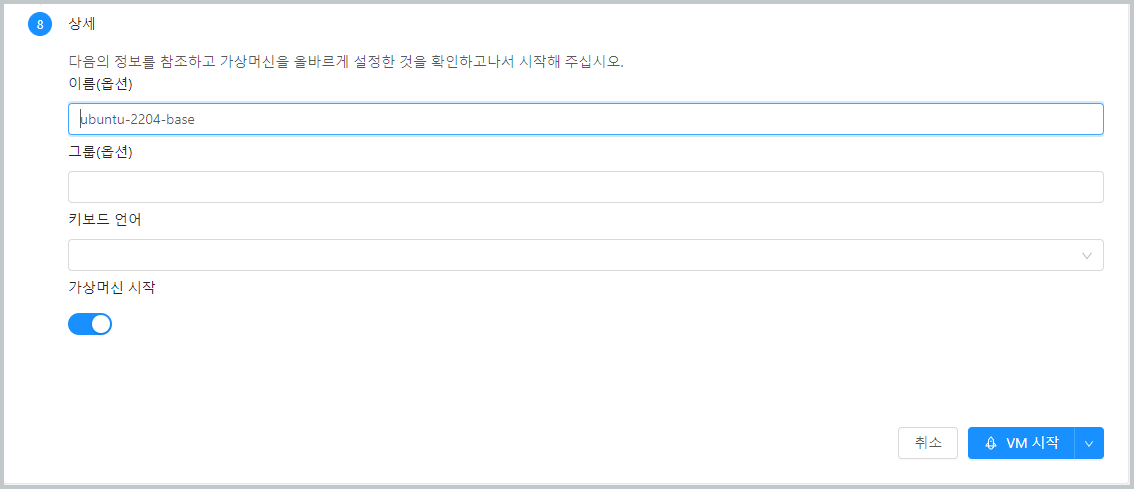 8 상세
다음의 정보를 참조하고 가상머신을 올바르게 설정한 것을 확인하고나서 시작해 주십시오.
이름(옵션)
ubuntu-2204-base
그룹(옵션)
키보드 언어
가상머신 시작
취소 VM 시작